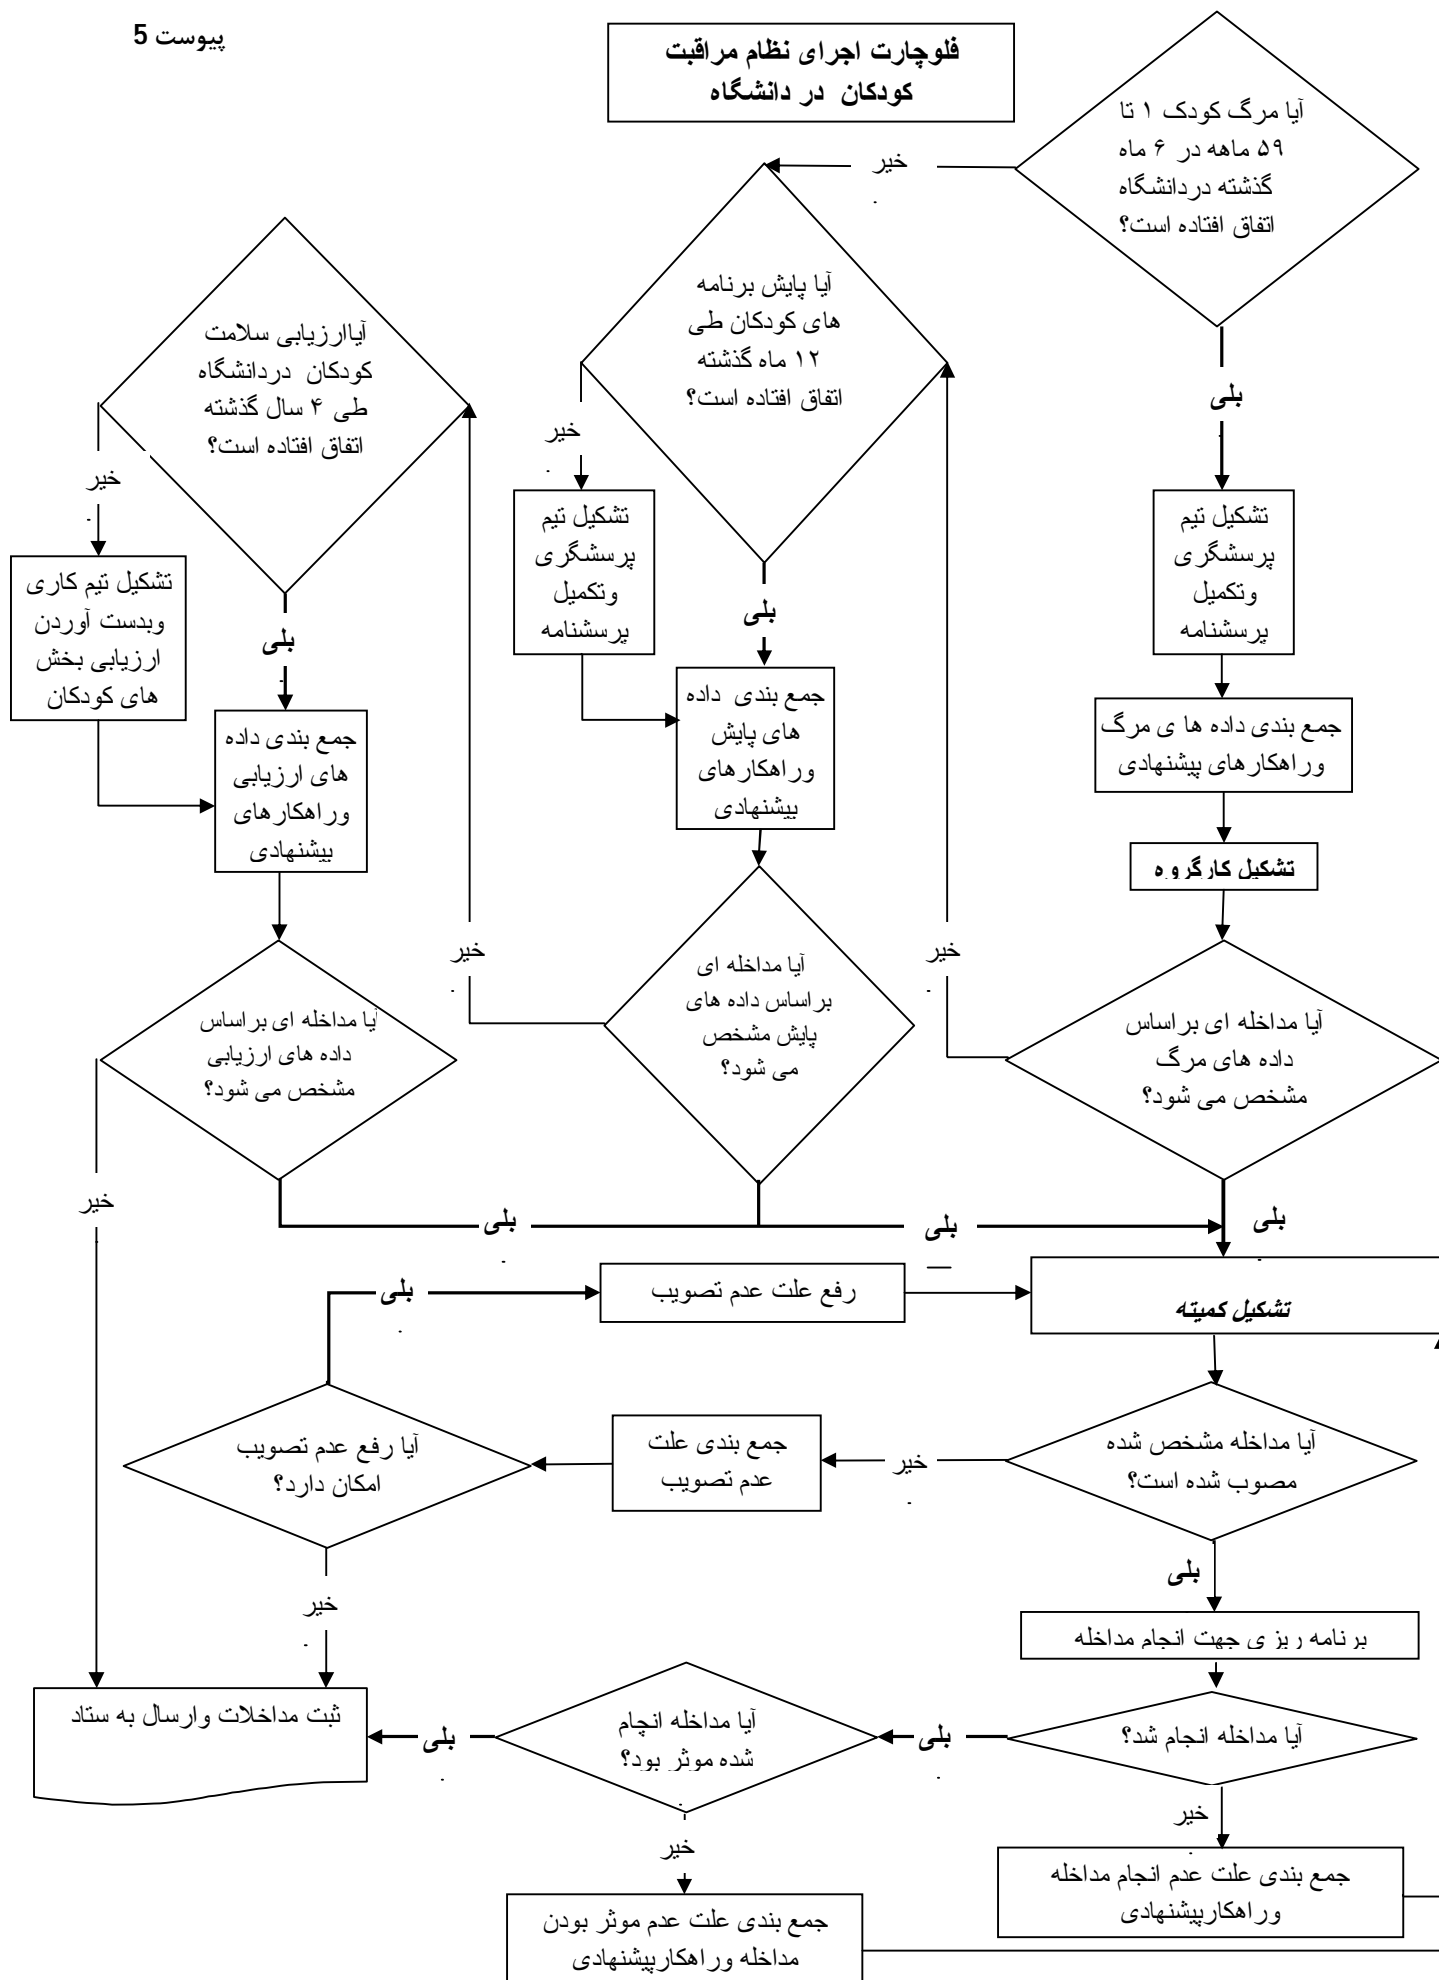 پیوست 5
فلوچارت اجرای نظام مراقبت
کودکان در دانشگاه
آیا مرگ کودک ۱ تا
۵۹ ماهه در ۶ ماه
گذشته دردانشگاه
اتفاق افتاده است؟
خیر
بلی
آیا پایش برنامه
های کودکان طی
۱۲ ماه گذشته
اتفاق افتاده است؟
خیر
بلی
آیاارزیابی سلامت
کودکان دردانشگاه
طی ۴ سال گذشته
اتفاق افتاده است؟
خیر
بلی
تشکیل تیم
پرسشگری
وتکمیل
پرسشنامه
تشکیل تیم
پرسشگری
وتکمیل
پرسشنامه
تشکیل تیم کاری
وبدست آوردن
ارزیابی بخش
های کودکان
جمع بندی داده ها ی مرگ
وراهکارهای پیشنهادی
جمع بندی داده
های پایش
وراهکارهای
پیشنهادی
جمع بندی داده
های ارزیابی
وراهکارهای
پیشنهادی
تشکیل کارگروه
خیر
خیر
آیا مداخله ای براساس
داده های مرگ
مشخص می شود؟
آیا مداخله ای
براساس داده های
پایش مشخص
می شود؟
آیا مداخله ای براساس
داده های ارزیابی
مشخص می شود؟
خیر
بلی
بلی
بلی
تشکیل کمیته
رفع علت عدم تصویب
بلی
آیا مداخله مشخص شده
مصوب شده است؟
خیر
جمع بندی علت
عدم تصویب
آیا رفع عدم تصویب
امکان دارد؟
بلی
خیر
برنامه ریزی جهت انجام مداخله
آیا مداخله انجام شد؟
بلی
آیا مداخله انجام
شده موثر بود؟
بلی
ثبت مداخلات وارسال به ستاد
خیر
خیر
جمع بندی علت عدم انجام مداخله
وراهکارپیشنهادی
جمع بندی علت عدم موثر بودن
مداخله وراهکارپیشنهادی